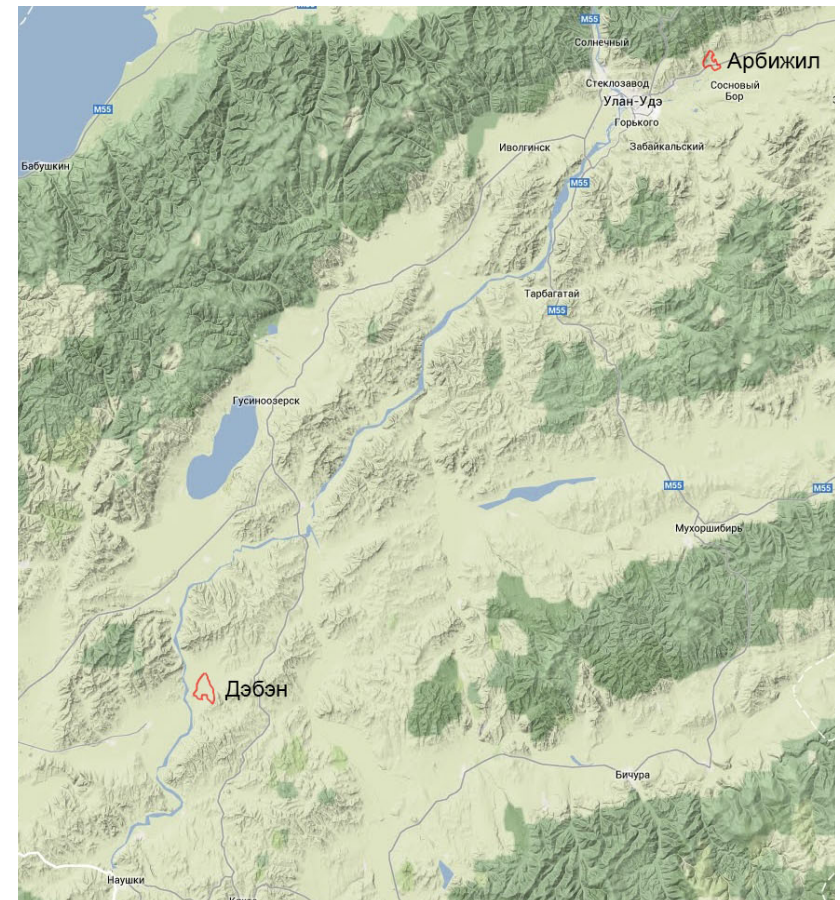 M55
M55
Солнечный
Арбижил
Стеклозавод
Сосновый
Бор
Улан-Удэ
M55
Горького
Иволгинск
Забайкальский
Бабушкин
M55
Тарбагатай
M55
Гусиноозерск
M55
M55
Мухоршибирь
Дэбэн
Бичура
Наушки